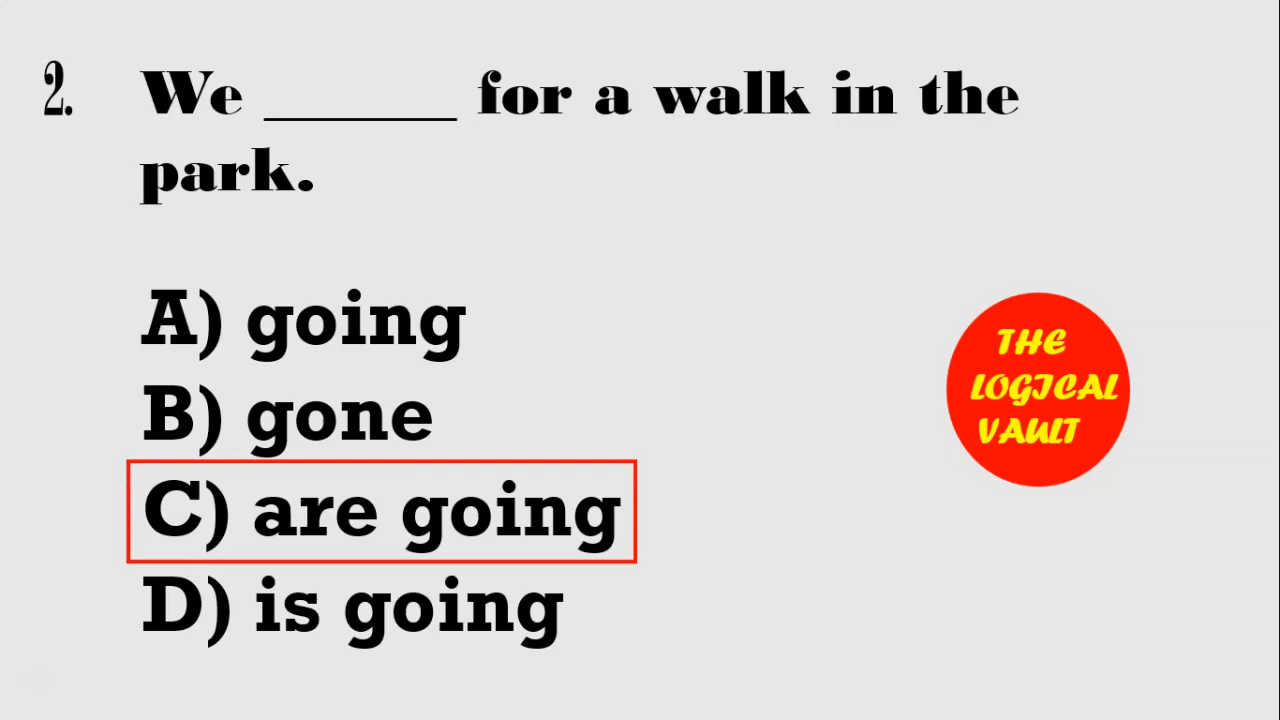 2. We ______ for a walk in the
park.
A) going
B) gone
C) are going
D) is going
THE
LOGICAL
VAULT